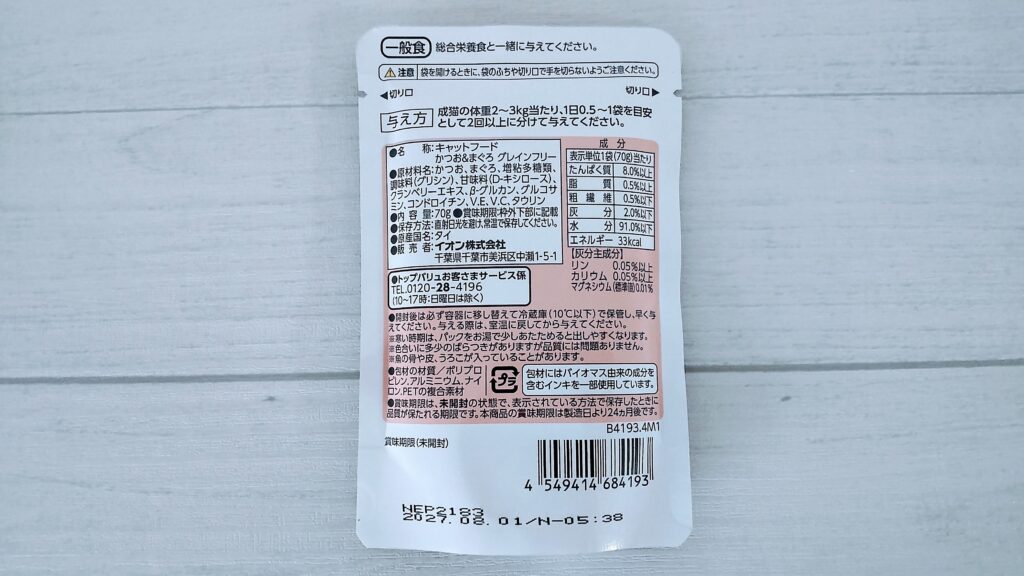 一般食 総合栄養食と一緒に与えてください。
⚠注意 袋を開けるときに、袋のふちや切り口で手を切らないようご注意ください。
◀切り口 切り口▶
与え方 成猫の体重2〜3kg当たり、1日0.5〜1袋を目安
として2回以上に分けて与えてください。
●名 称:キャットフード
かつお&まぐろ グレインフリー
●原材料名:かつお、まぐろ、増粘多糖類、
調味料(グリシン)、甘味料(D-キシロース)、
クランベリーエキス、β-グルカン、グルコサ
ミン、コンドロイチン、V.E、V.C、タウリン
●内 容 量:70g ●賞味期限:枠外下部に記載
●保存方法:直射日光を避け、常温で保存してください。
●原産国名:タイ
●販 売 者:イオン株式会社
千葉県千葉市美浜区中瀬1-5-1
成 分
表示単位1袋(70g)当たり
たんぱく質 8.0%以上
脂 質 0.5%以上
粗 繊 維 0.5%以下
灰 分 2.0%以下
水 分 91.0%以下
エネルギー 33kcal
【灰分主成分】
リン 0.05%以上
カリウム 0.05%以上
マグネシウム(標準値)0.01%
●トップバリュお客さまサービス係
TEL.0120-28-4196
(10〜17時:日曜日は除く)
●開封後は必ず容器に移し替えて冷蔵庫(10℃以下)で保管し、早く与
えてください。与える際は、室温に戻してから与えてください。
※寒い時期は、パックをお湯で少しあたためると出しやすくなります。
※色合いに多少のばらつきがありますが品質には問題ありません。
※魚の骨や皮、うろこが入っていることがあります。
●包材の材質/ポリプロ
ピレン、アルミニウム、ナイ
ロン、PETの複合素材
プラ
包材にはバイオマス由来の成分を
含むインキを一部使用しています。
●賞味期限は、未開封の状態で、表示されている方法で保存したときに
品質が保たれる期限です。本商品の賞味期限は製造日より24ヵ月後です。
B4193.4M1
賞味期限(未開封)
4 549414 684193
NEP2183
2027.08.01/N-05:38